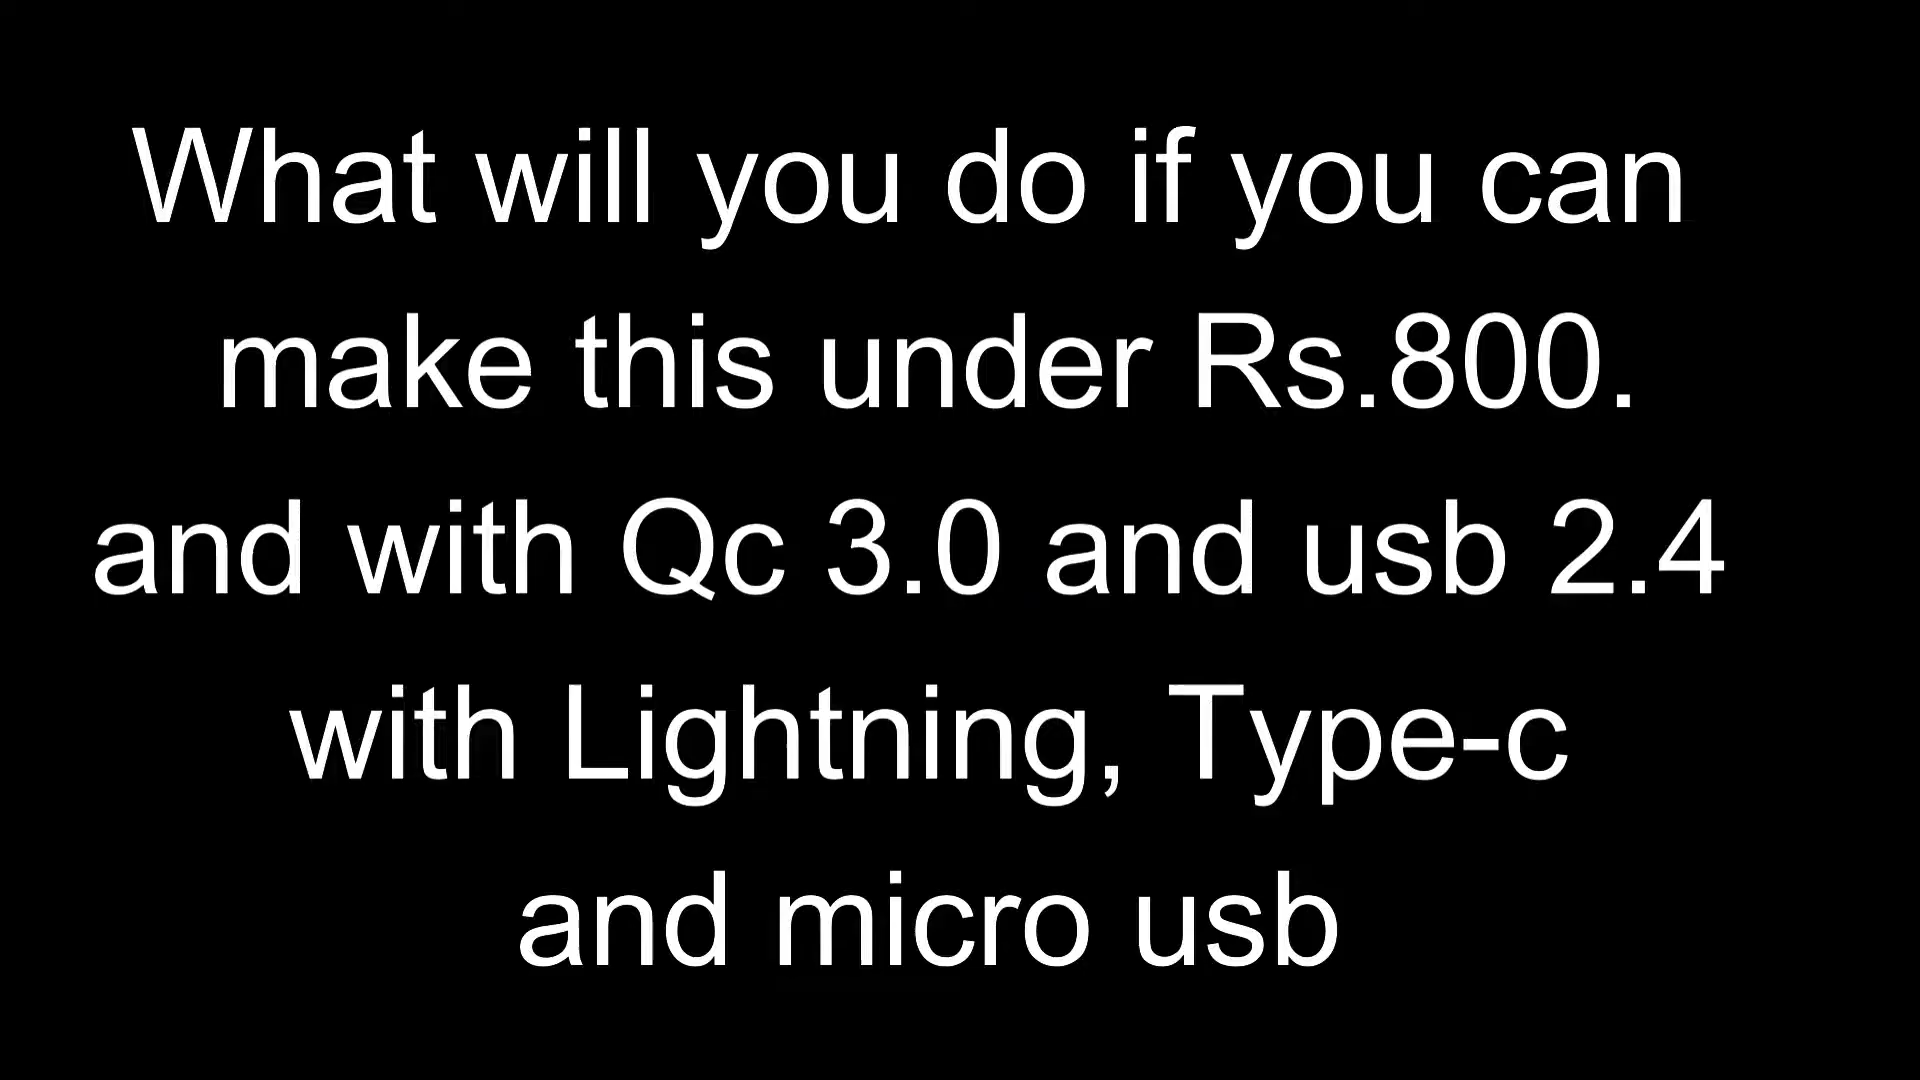 What will you do if you can
make this under Rs.800.
and with Qc 3.0 and usb 2.4
with Lightning, Type-c
and micro usb